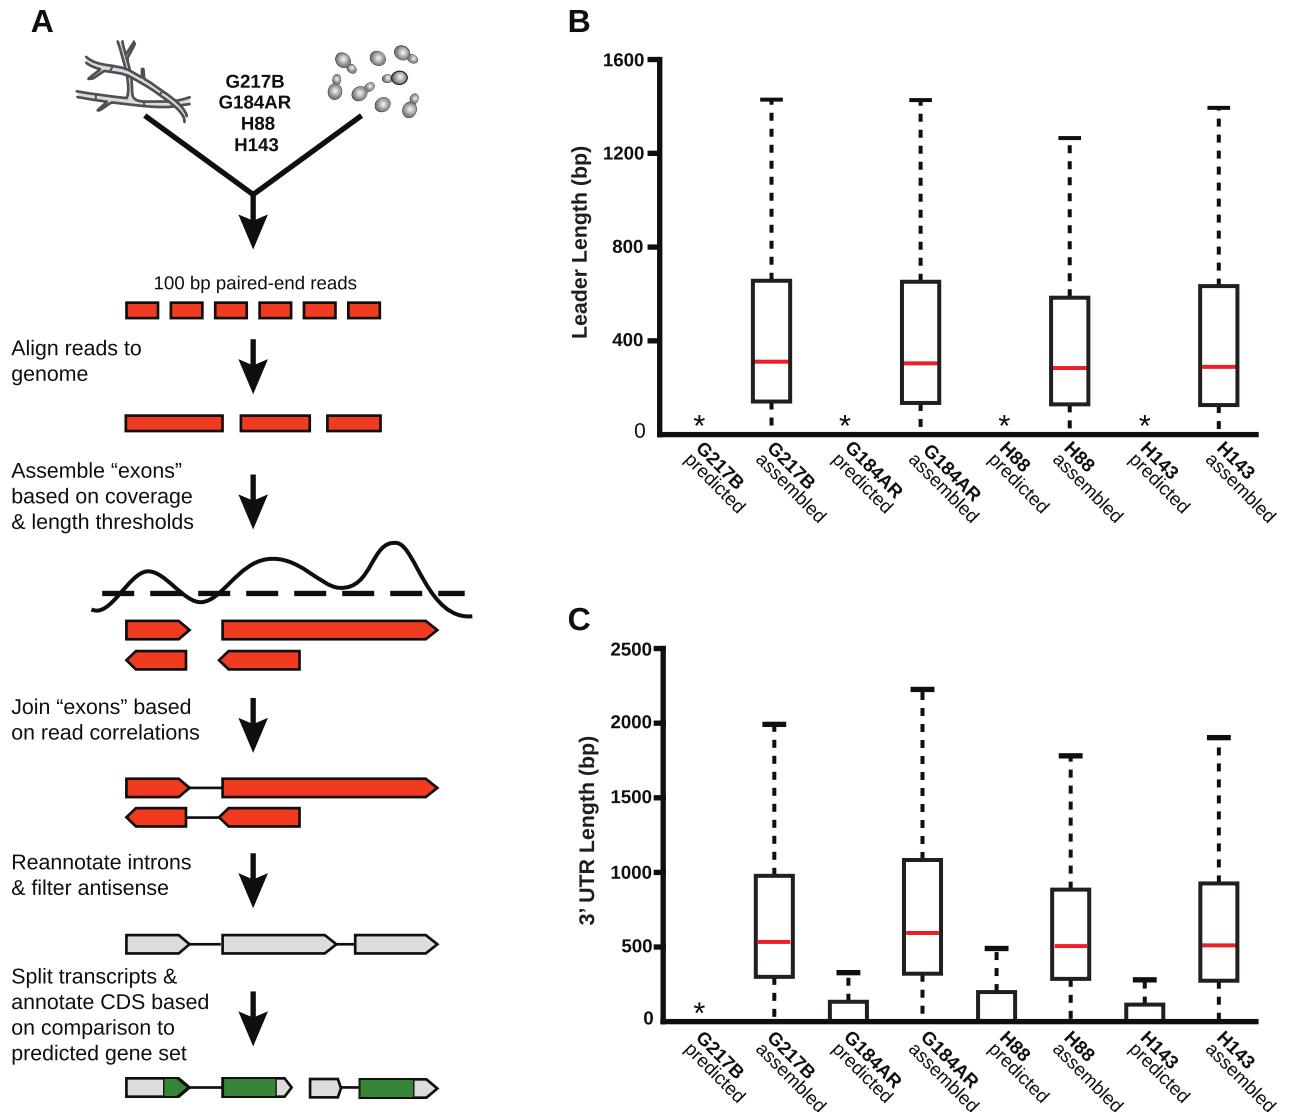 A
G217B
G184AR
H88
H143
100 bp paired-end reads
Align reads to
genome
Assemble “exons”
based on coverage
& length thresholds
Join “exons” based
on read correlations
Reannotate introns
& filter antisense
Split transcripts &
annotate CDS based
on comparison to
predicted gene set
B
Leader Length (bp)
1600
1200
800
400
0
* * * *
G217B
predicted
G217B
assembled
G184AR
predicted
G184AR
assembled
H88
predicted
H88
assembled
H143
predicted
H143
assembled
C
3’ UTR Length (bp)
2500
2000
1500
1000
500
0
*
G217B
predicted
G217B
assembled
G184AR
predicted
G184AR
assembled
H88
predicted
H88
assembled
H143
predicted
H143
assembled